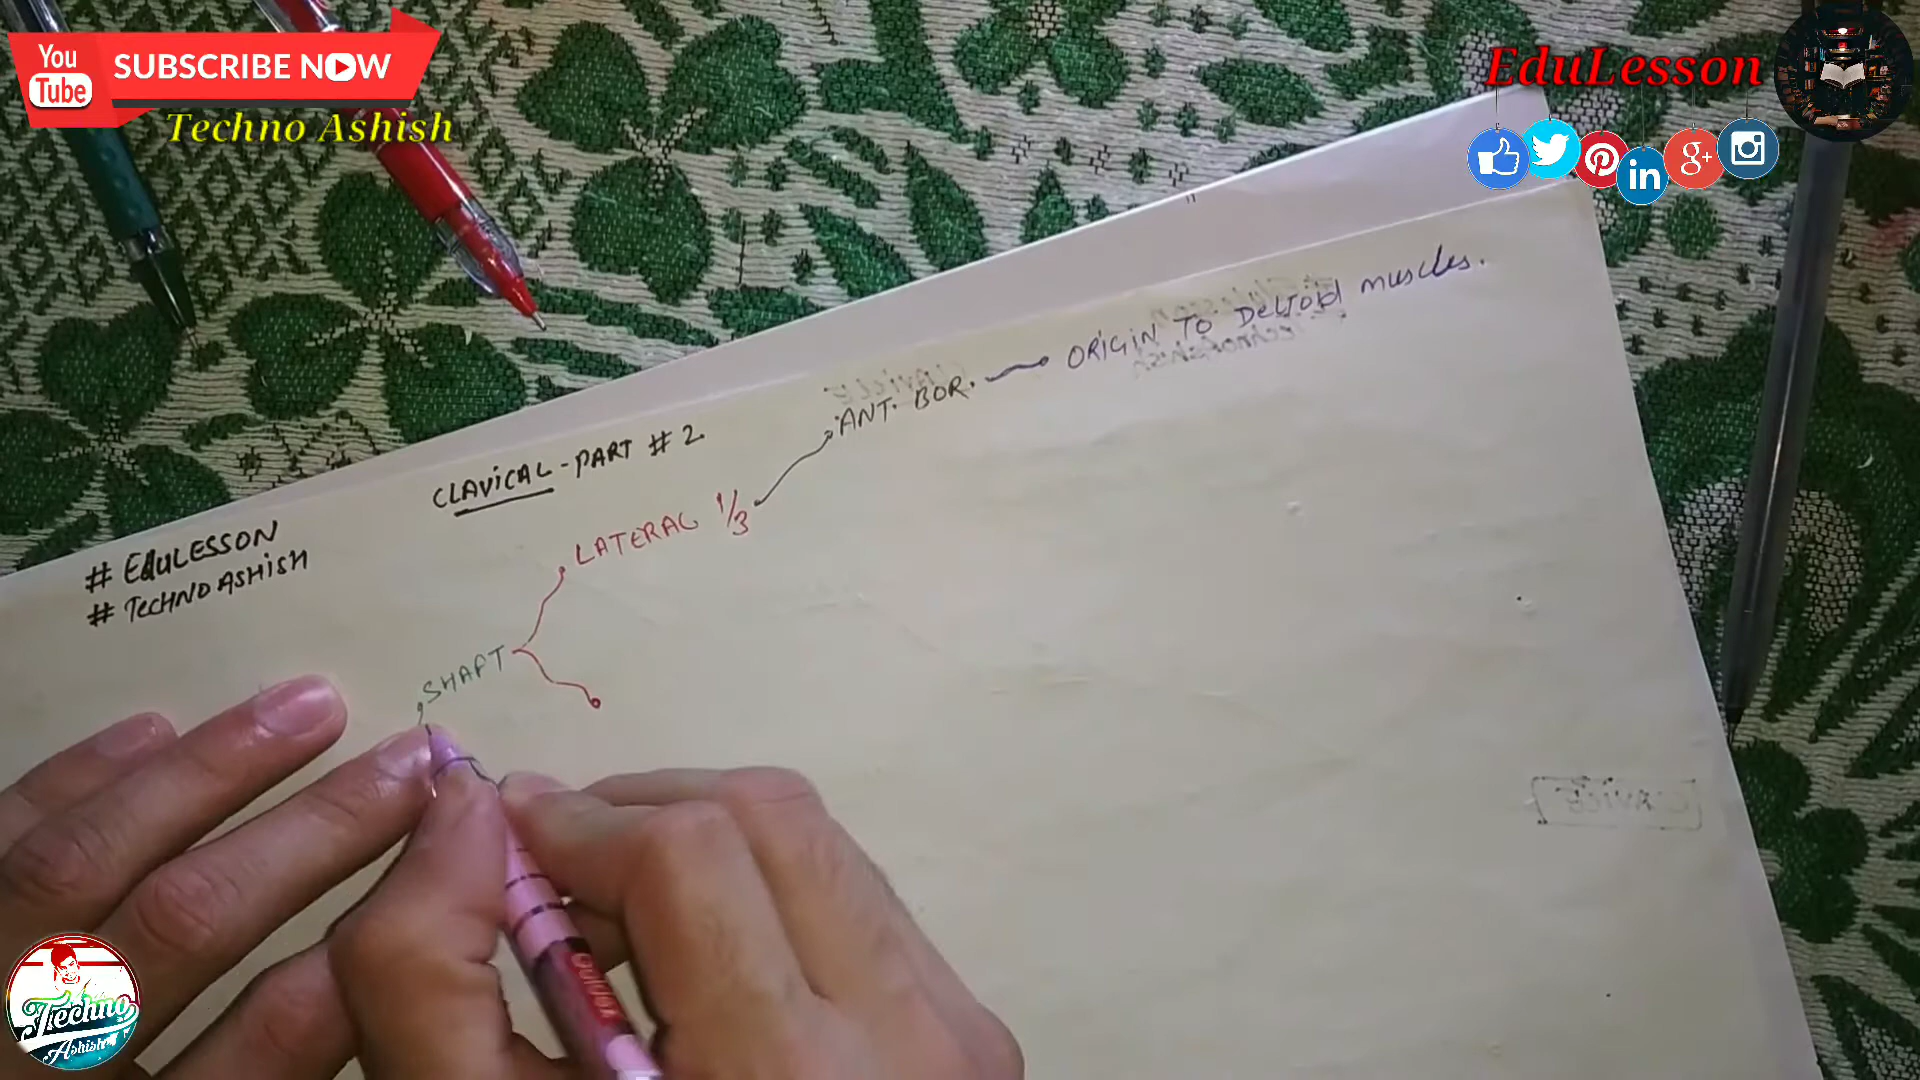 You
Tube
SUBSCRIBE NOW
Techno Ashish
EduLesson
CLAVICAL - PART # 2
# EduLESSON
# TECHNO ASHISH
ANT. BOR.
ORIGIN TO DELTOID muscles.
LATERAL 1/3
SHAFT
CLAVICLE
Techno
Ashish